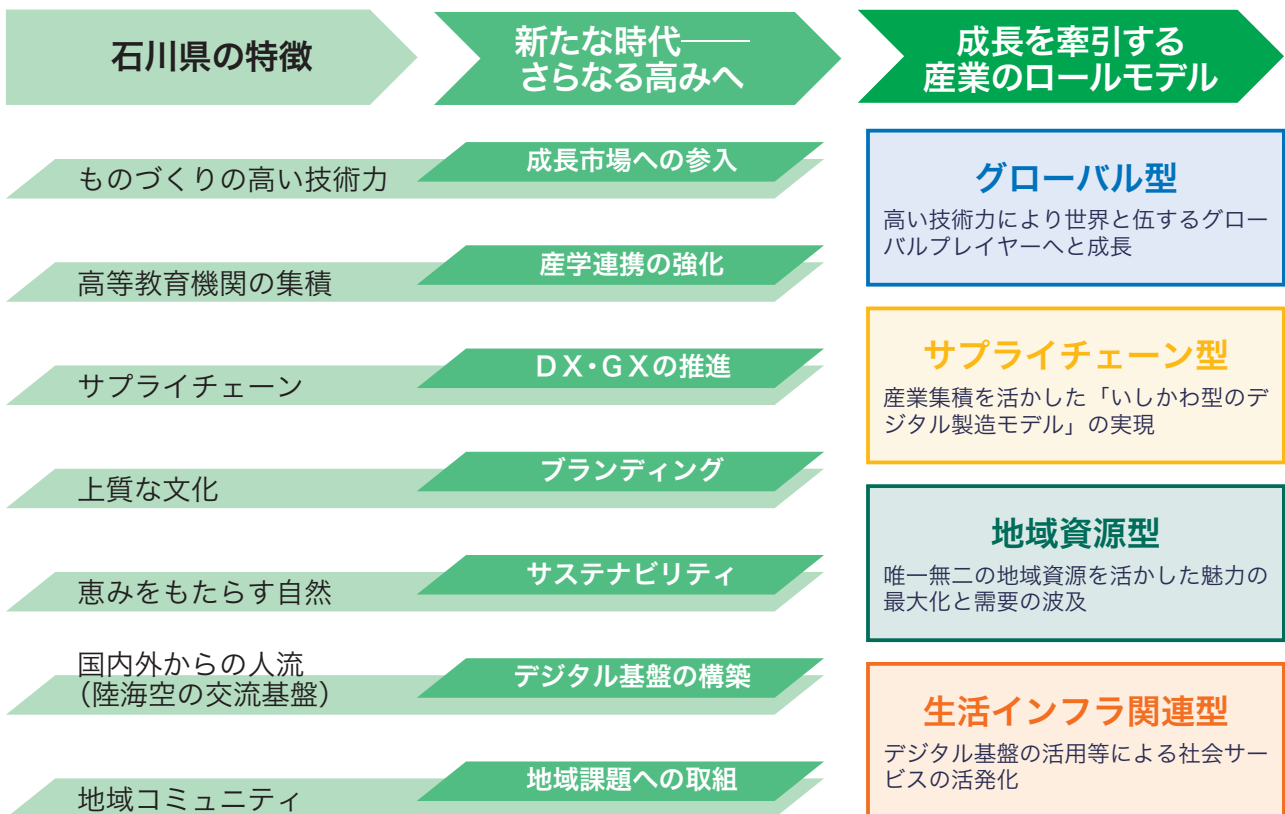 石川県の特徴
新たな時代――
さらなる高みへ
成長を牽引する
産業のロールモデル
ものづくりの高い技術力
成長市場への参入
高等教育機関の集積
産学連携の強化
サプライチェーン
DX・GXの推進
上質な文化
ブランディング
恵みをもたらす自然
サステナビリティ
国内外からの人流
（陸海空の交流基盤）
デジタル基盤の構築
地域コミュニティ
地域課題への取組
グローバル型
高い技術力により世界と伍するグロー
バルプレイヤーへと成長
サプライチェーン型
産業集積を活かした「いしかわ型のデ
ジタル製造モデル」の実現
地域資源型
唯一無二の地域資源を活かした魅力の
最大化と需要の波及
生活インフラ関連型
デジタル基盤の活用等による社会サー
ビスの活発化